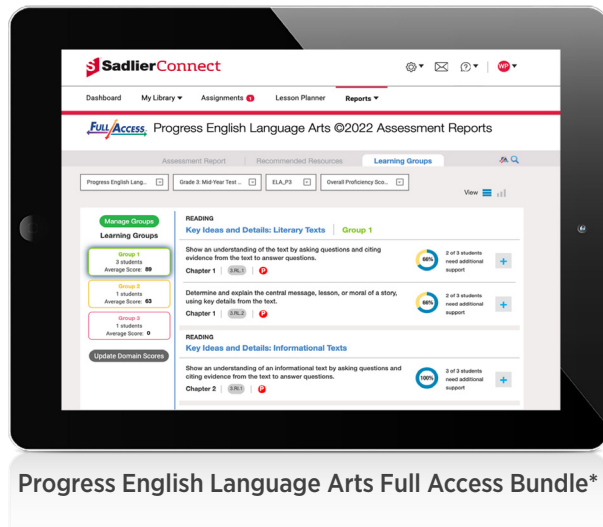 SadlierConnect
WP
Dashboard My Library Assignments 1 Lesson Planner Reports
FULL ACCESS Progress English Language Arts ©2022 Assessment Reports
Assessment Report Recommended Resources Learning Groups
Progress English Lang... Grade 3 Mid-Year Test ... ELA_P3 Overall Proficiency Sco...
View
Manage Groups
Learning Groups
Group 1
3 students
Average Score: 89
Group 2
1 students
Average Score: 63
Group 3
1 students
Average Score: 0
Update Domain Scores
READING
Key Ideas and Details: Literary Texts Group 1
Show an understanding of the text by asking questions and citing
evidence from the text to answer questions.
Chapter 1 3.RL.1 P
66%
2 of 3 students
need additional
support
+
Determine and explain the central message, lesson, or moral of a story,
using key details from the text.
Chapter 1 3.RL.2 P
66%
2 of 3 students
need additional
support
+
READING
Key Ideas and Details: Informational Texts
Show an understanding of an informational text by asking questions and
citing evidence from the text to answer questions.
Chapter 2 3.RI.1 P
100%
3 of 3 students
need additional
support
+
Progress English Language Arts Full Access Bundle*